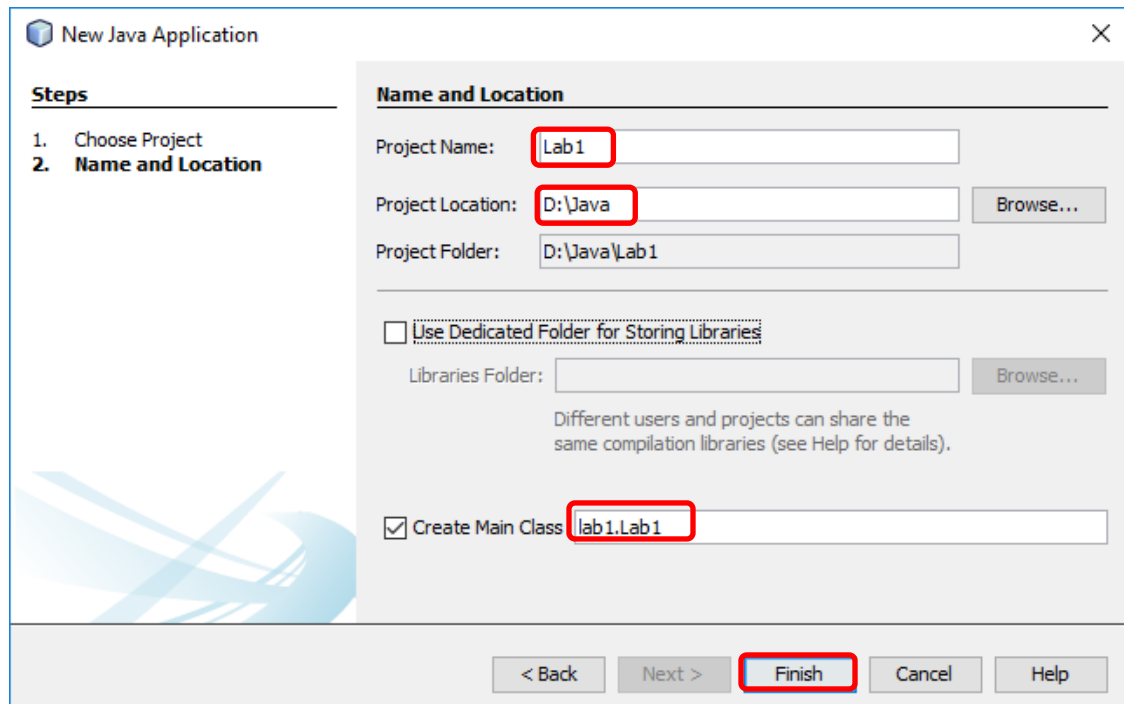 New Java Application
Steps
1. Choose Project
2. Name and Location
Name and Location
Project Name: Lab1
Project Location: D:\Java Browse...
Project Folder: D:\Java\Lab1
Use Dedicated Folder for Storing Libraries
Libraries Folder: Browse...
Different users and projects can share the
same compilation libraries (see Help for details).
Create Main Class lab1.Lab1
< Back Next > Finish Cancel Help